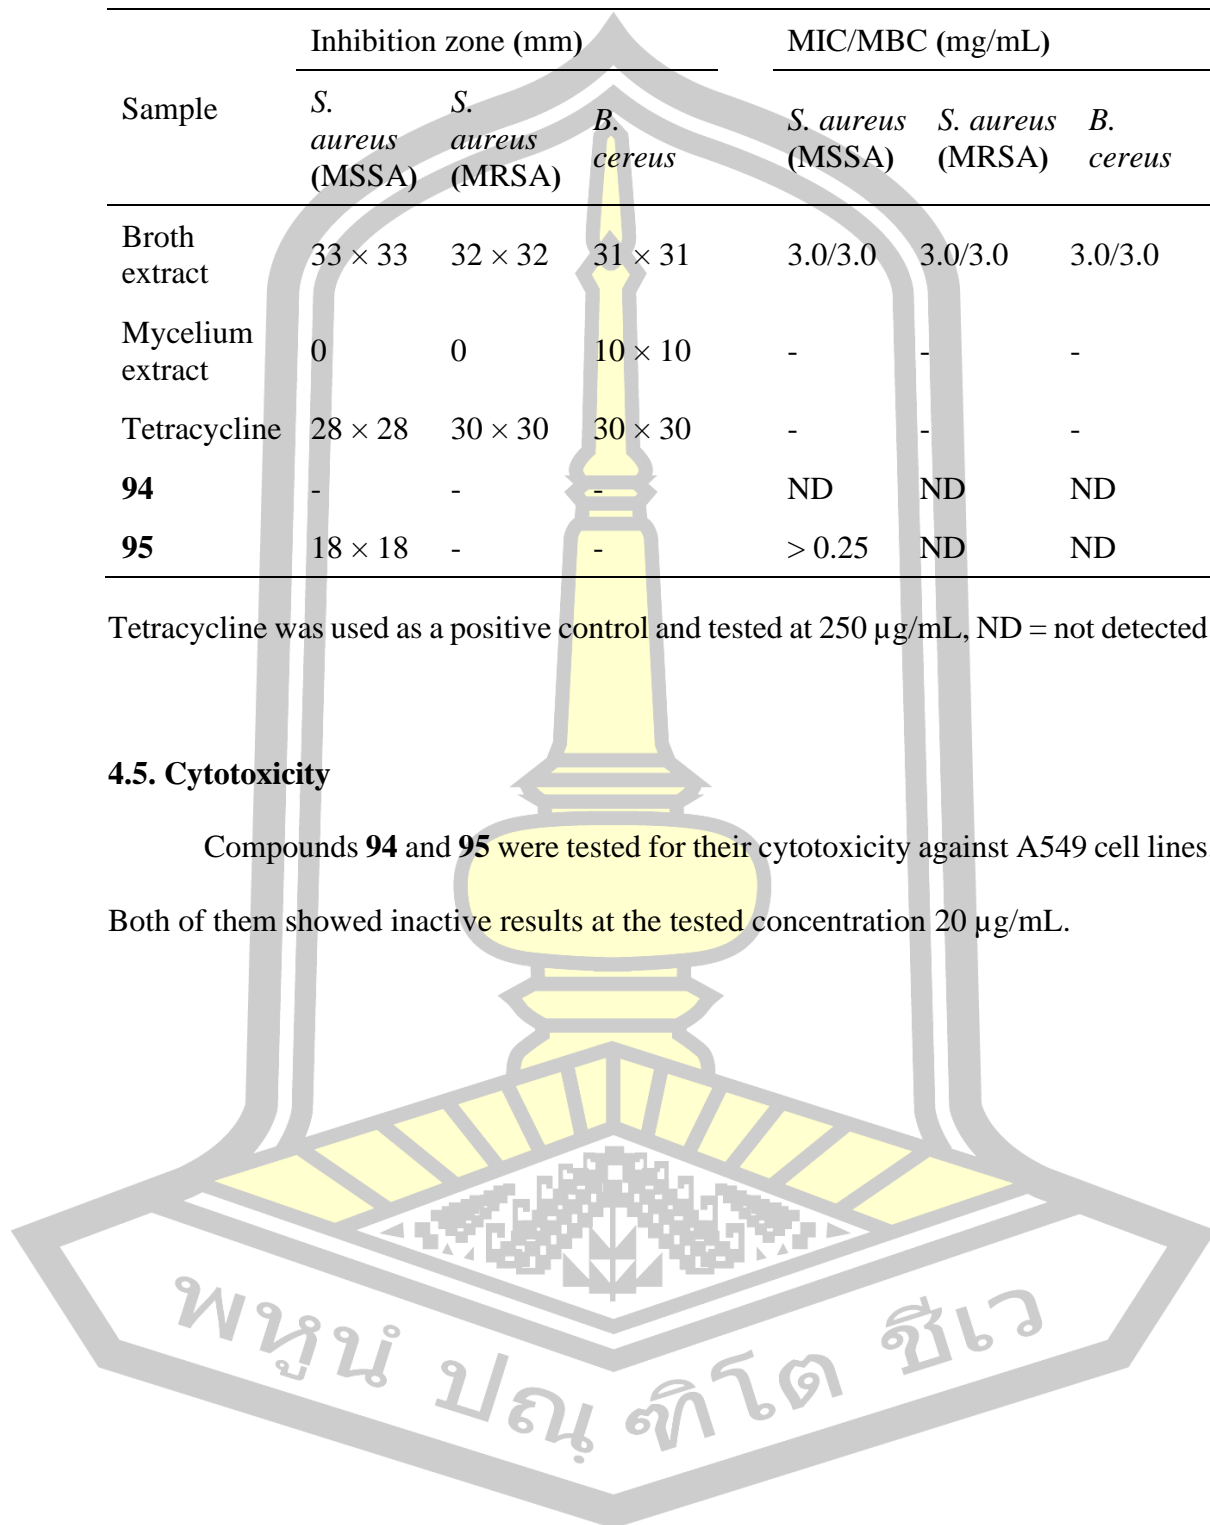 Inhibition zone (mm) MIC/MBC (mg/mL)
Sample S. aureus (MSSA) S. aureus (MRSA) B. cereus S. aureus (MSSA) S. aureus (MRSA) B. cereus
Broth extract 33 × 33 32 × 32 31 × 31 3.0/3.0 3.0/3.0 3.0/3.0
Mycelium extract 0 0 10 × 10 - - -
Tetracycline 28 × 28 30 × 30 30 × 30 - - -
94 - - - ND ND ND
95 18 × 18 - - > 0.25 ND ND
Tetracycline was used as a positive control and tested at 250 µg/mL, ND = not detected
4.5. Cytotoxicity
Compounds 94 and 95 were tested for their cytotoxicity against A549 cell lines.
Both of them showed inactive results at the tested concentration 20 µg/mL.
พหูนํ ปณฺ ฑิโต ชีเว